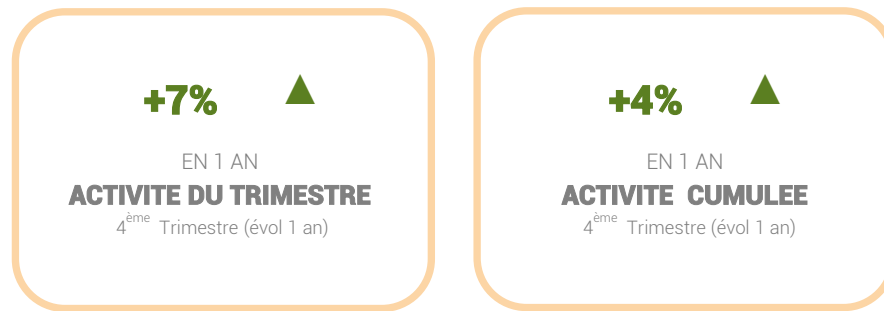 +7% ▲
EN 1 AN
ACTIVITE DU TRIMESTRE
4ème Trimestre (évol 1 an)
+4% ▲
EN 1 AN
ACTIVITE CUMULEE
4ème Trimestre (évol 1 an)